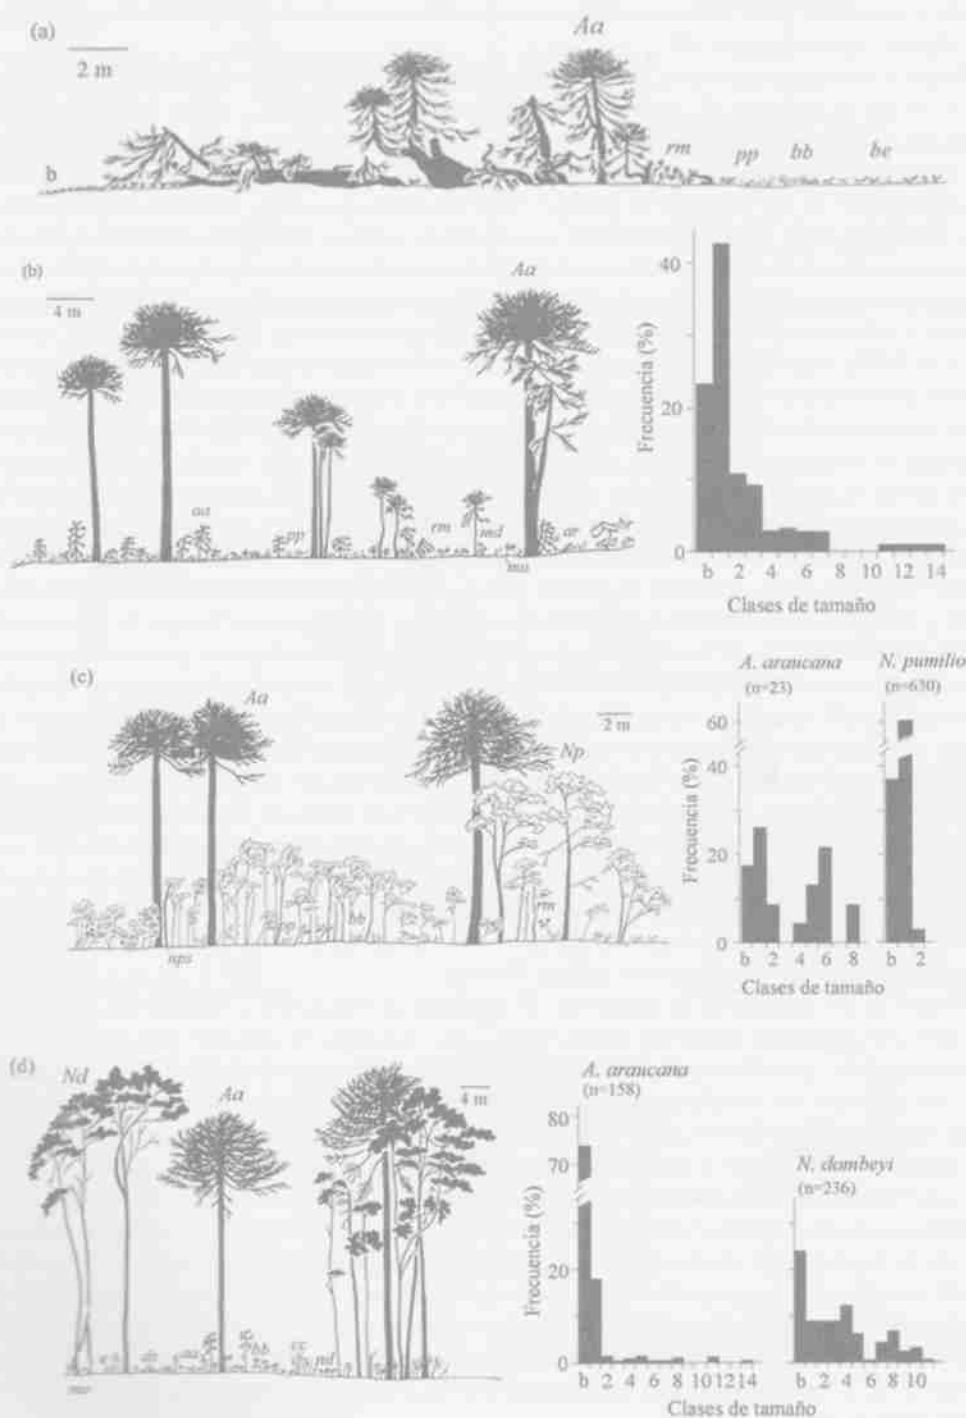 (a)
2 m
Aa
b
rm pp bb be
(b)
4 m
Aa
aa
pp
rm
md
ar
mu
Frecuencia (%)
40
20
0
b 2 4 6 8 10 12 14
Clases de tamaño
(c)
Aa
2 m
Np
bb
rm
nps
A. araucana
(n=23)
N. pumilio
(n=630)
Frecuencia (%)
60
40
20
0
b 2 4 6 8
b 2
Clases de tamaño
(d)
Nd
Aa
4 m
bb
cc
nd
A. araucana
(n=158)
Frecuencia (%)
80
70
20
0
b 2 4 6 8 10 12 14
N. dombeyi
(n=236)
b 2 4 6 8 10
Clases de tamaño